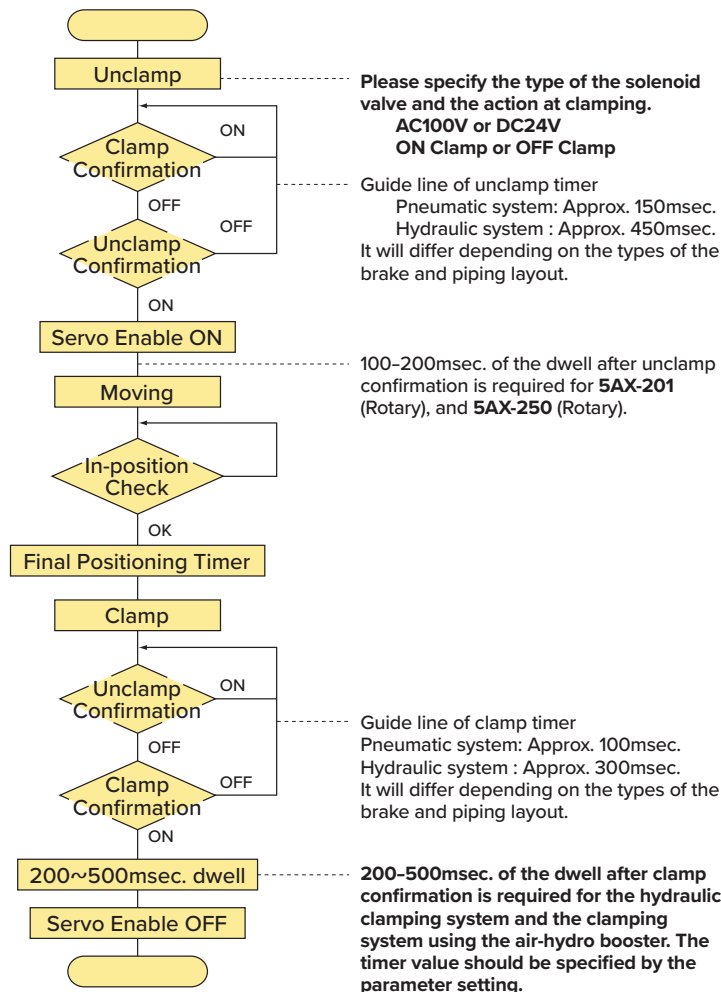 Unclamp
Please specify the type of the solenoid
valve and the action at clamping.
AC100V or DC24V
ON Clamp or OFF Clamp
ON
Clamp
Confirmation
Guide line of unclamp timer
Pneumatic system: Approx. 150msec.
Hydraulic system : Approx. 450msec.
It will differ depending on the types of the
brake and piping layout.
OFF
OFF
Unclamp
Confirmation
ON
Servo Enable ON
100–200msec. of the dwell after unclamp
confirmation is required for 5AX-201
(Rotary), and 5AX-250 (Rotary).
Moving
In-position
Check
OK
Final Positioning Timer
Clamp
Unclamp
Confirmation
ON
OFF
Guide line of clamp timer
Pneumatic system: Approx. 100msec.
Hydraulic system : Approx. 300msec.
It will differ depending on the types of the
brake and piping layout.
Clamp
Confirmation
OFF
ON
200~500msec. dwell
200–500msec. of the dwell after clamp
confirmation is required for the hydraulic
clamping system and the clamping
system using the air-hydro booster. The
timer value should be specified by the
parameter setting.
Servo Enable OFF